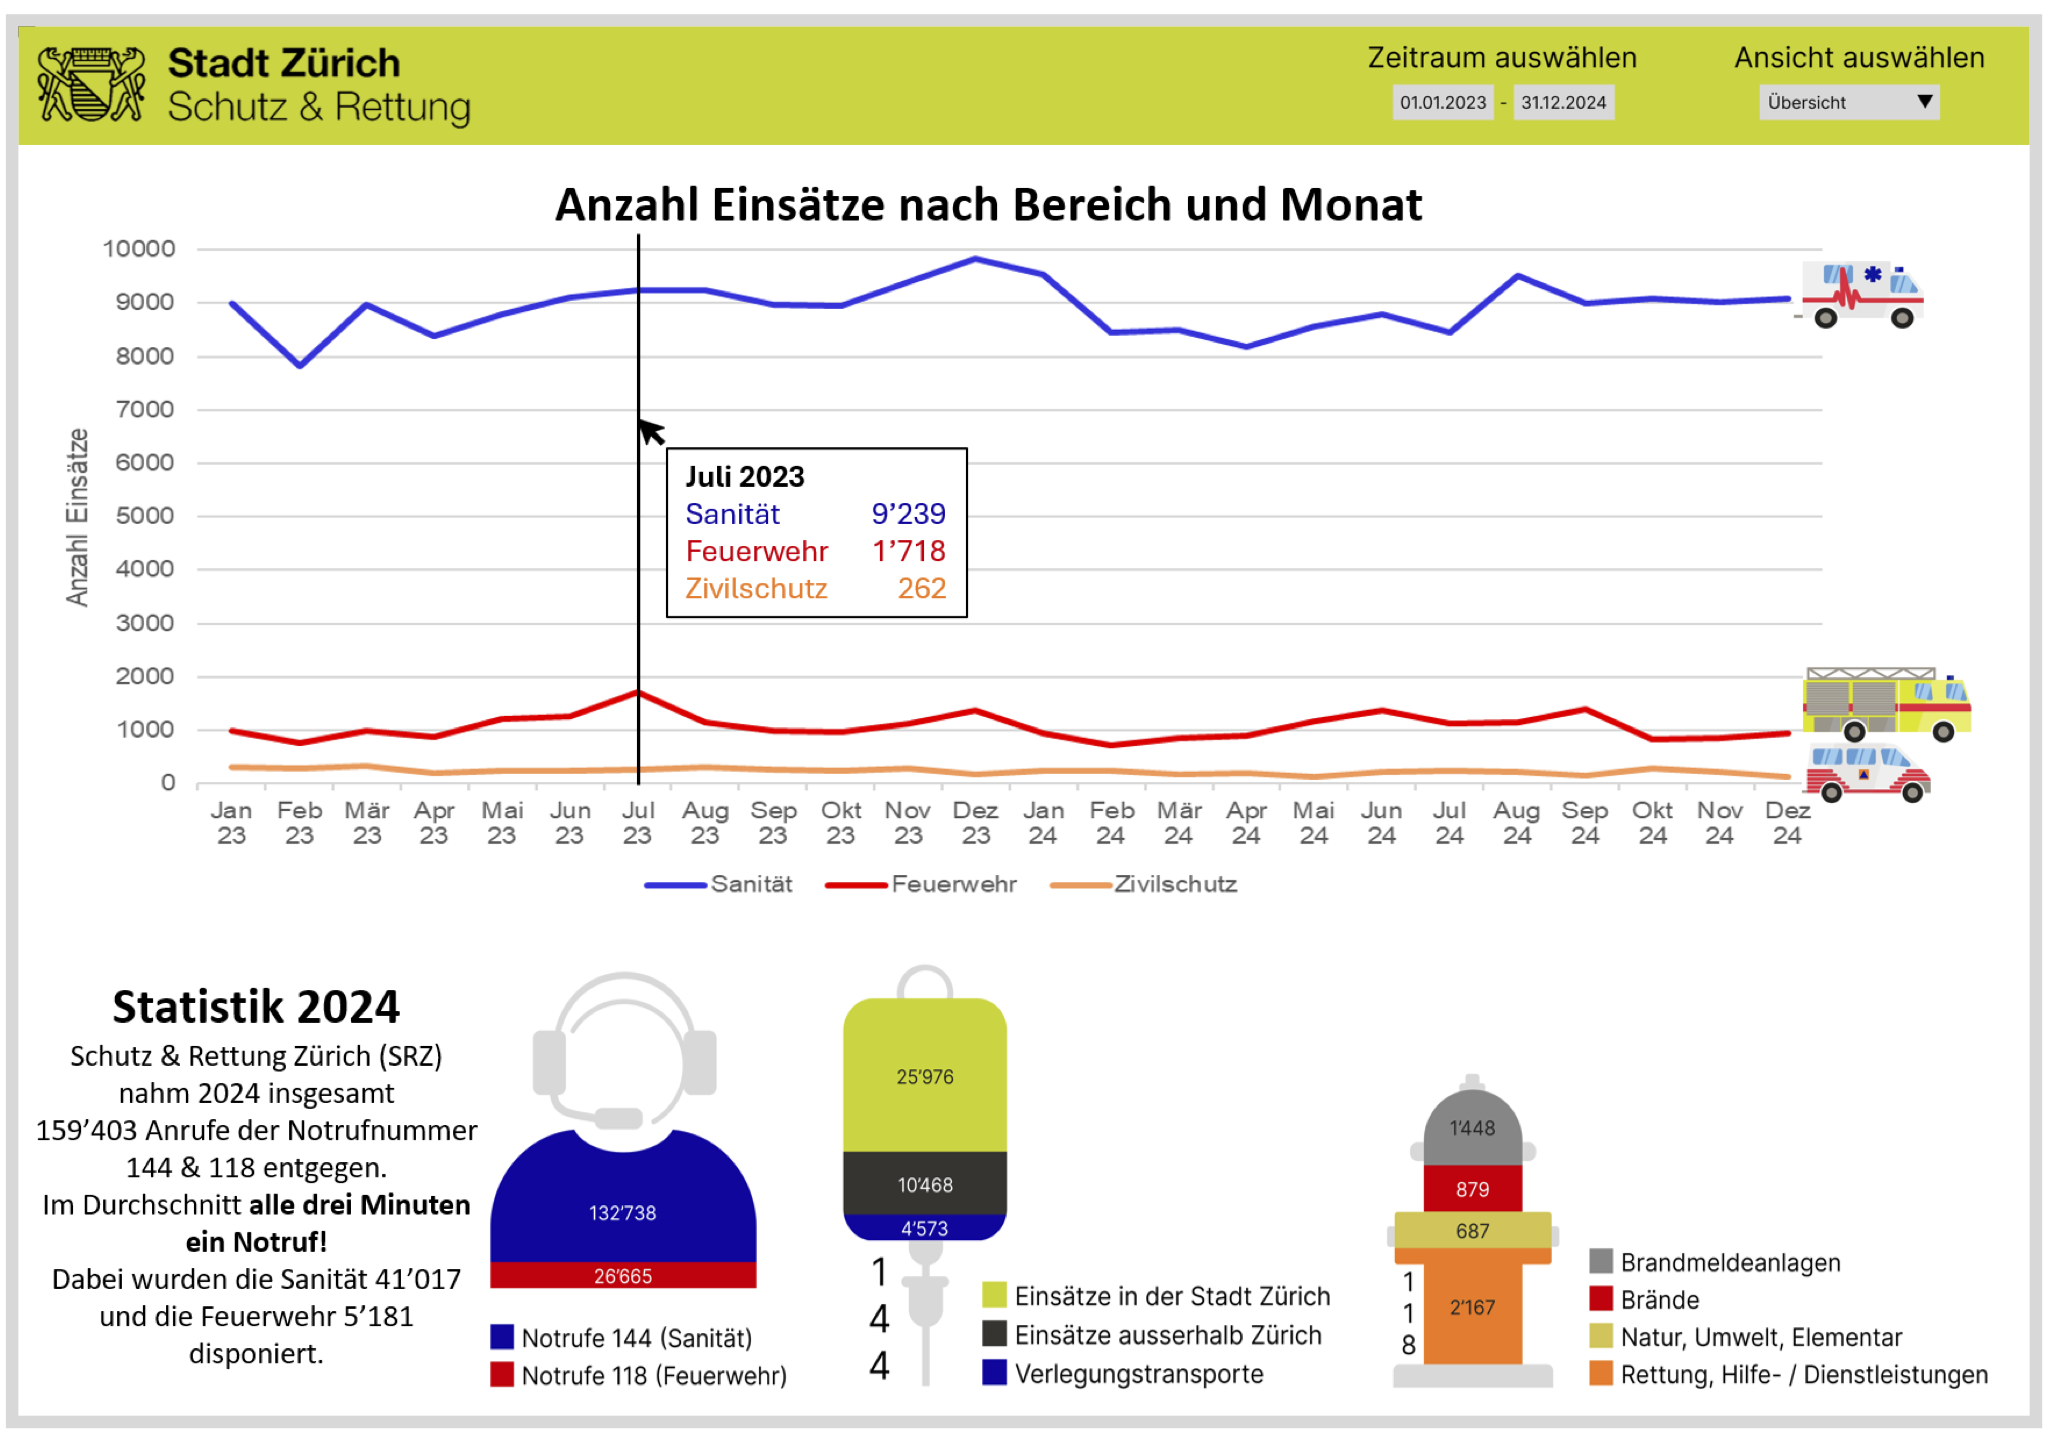 Stadt Zürich
Schutz & Rettung
Zeitraum auswählen
01.01.2023 - 31.12.2024
Ansicht auswählen
Übersicht
Anzahl Einsätze nach Bereich und Monat
Anzahl Einsätze
10000
9000
8000
7000
6000
5000
4000
3000
2000
1000
0
Juli 2023
Sanität 9’239
Feuerwehr 1’718
Zivilschutz 262
Jan Feb Mär Apr Mai Jun Jul Aug Sep Okt Nov Dez Jan Feb Mär Apr Mai Jun Jul Aug Sep Okt Nov Dez
23 23 23 23 23 23 23 23 23 23 23 23 24 24 24 24 24 24 24 24 24 24 24 24
Sanität Feuerwehr Zivilschutz
Statistik 2024
Schutz & Rettung Zürich (SRZ)
nahm 2024 insgesamt
159’403 Anrufe der Notrufnummer
144 & 118 entgegen.
Im Durchschnitt alle drei Minuten
ein Notruf!
Dabei wurden die Sanität 41’017
und die Feuerwehr 5’181
disponiert.
132’738
26’665
Notrufe 144 (Sanität)
Notrufe 118 (Feuerwehr)
25’976
10’468
4’573
1
4
4
Einsätze in der Stadt Zürich
Einsätze ausserhalb Zürich
Verlegungstransporte
1’448
879
687
2’167
1
1
8
Brandmeldeanlagen
Brände
Natur, Umwelt, Elementar
Rettung, Hilfe- / Dienstleistungen